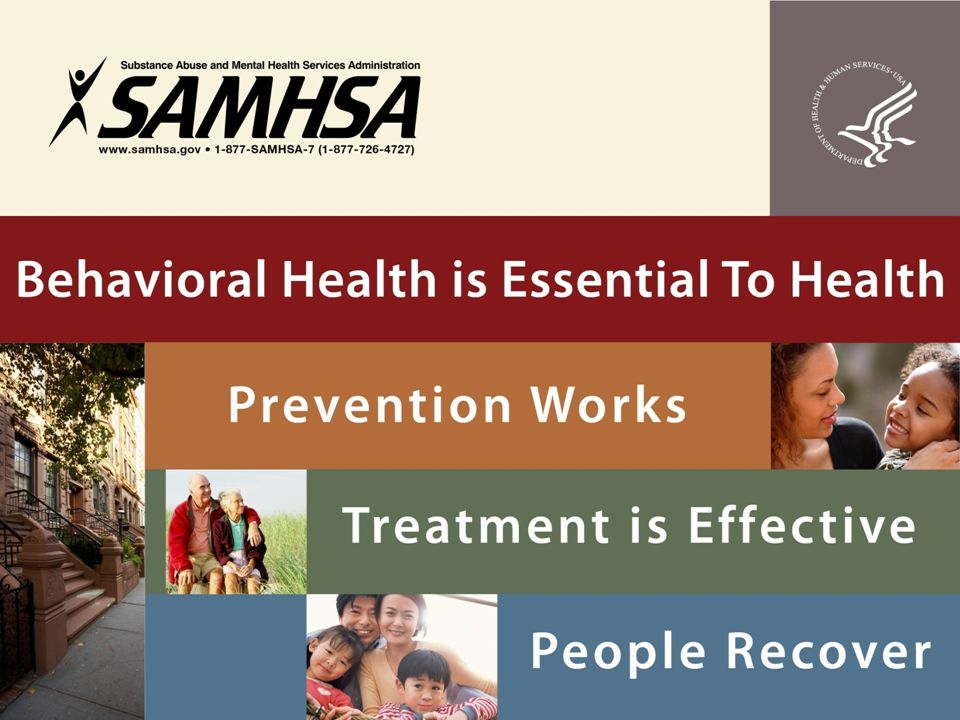 Substance Abuse and Mental Health Services Administration
SAMHSA
www.samhsa.gov • 1-877-SAMHSA-7 (1-877-726-4727)
DEPARTMENT OF HEALTH & HUMAN SERVICES • USA
Behavioral Health is Essential To Health
Prevention Works
Treatment is Effective
People Recover